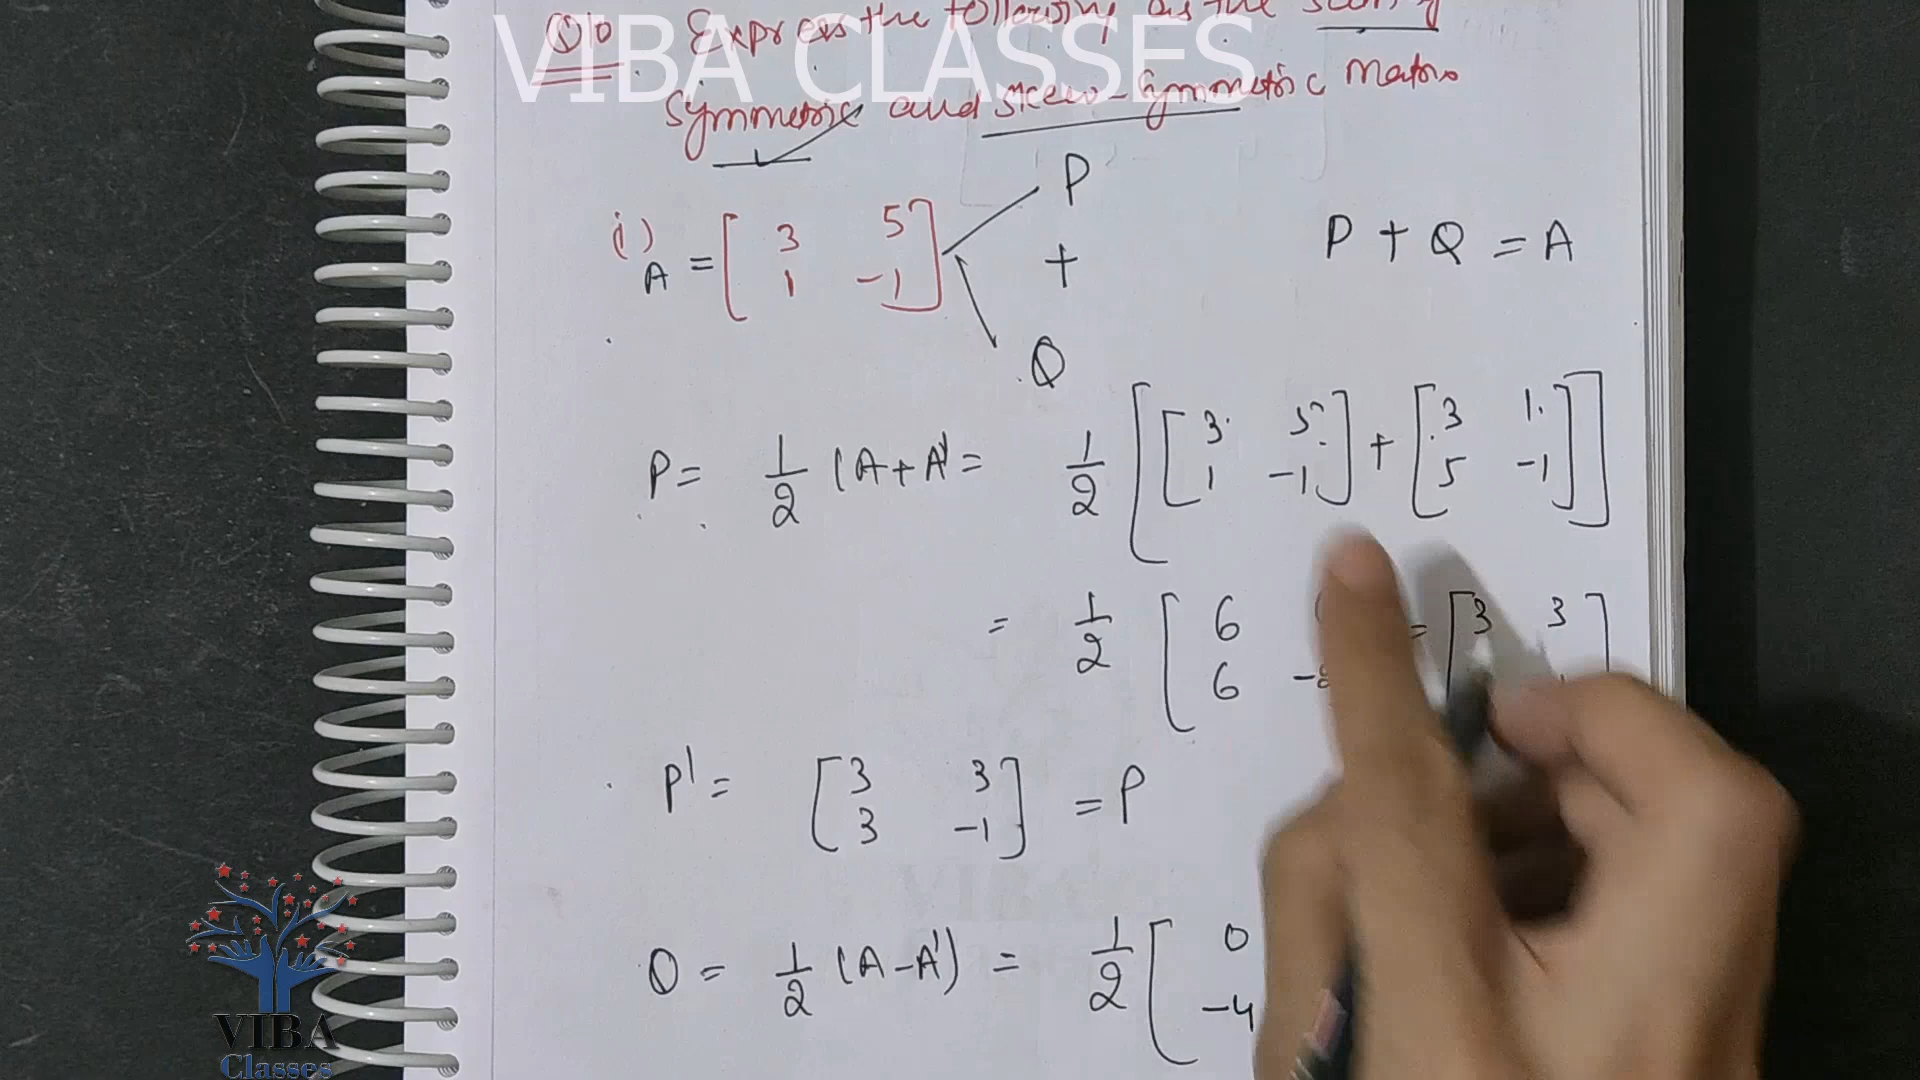 Q10 Express the following as the sum of
VIBA CLASSES
Symmetric and skew-symmetric Matrix
P
(i) A = [ 3 5
1 -1 ]
+
P + Q = A
Q
P = 1/2 (A+A' = 1/2 [[ 3 5
1 -1 ] + [ 3 1
5 -1 ]]
= 1/2 [ 6
6 - = [ 3 3 ]
P' = [ 3 3
3 -1 ] = P
Q = 1/2 (A-A') = 1/2 [ 0
-4
VIBA
Classes